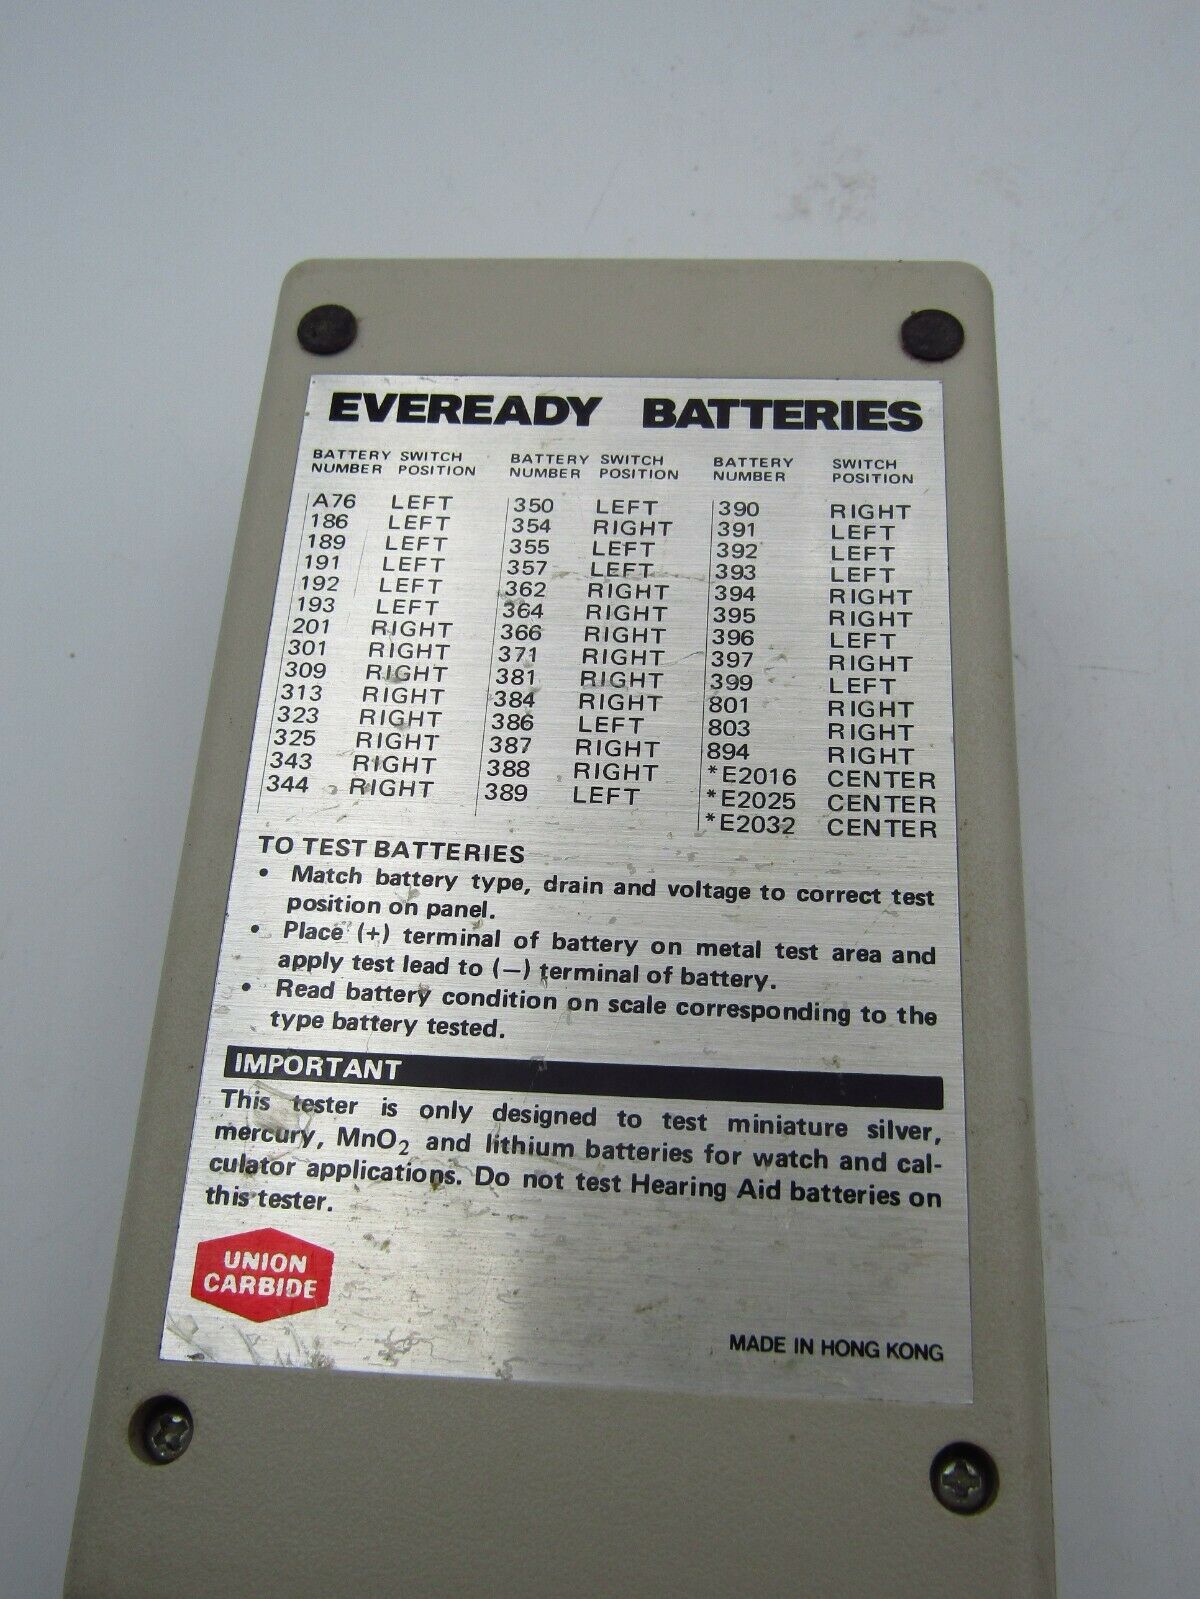 EVEREADY BATTERIES
BATTERY NUMBER SWITCH POSITION BATTERY NUMBER SWITCH POSITION BATTERY NUMBER SWITCH POSITION
A76 LEFT 350 LEFT 390 RIGHT
186 LEFT 354 RIGHT 391 LEFT
189 LEFT 355 LEFT 392 LEFT
191 LEFT 357 LEFT 393 LEFT
192 LEFT 362 RIGHT 394 RIGHT
193 LEFT 364 RIGHT 395 RIGHT
201 RIGHT 366 RIGHT 396 LEFT
301 RIGHT 371 RIGHT 397 RIGHT
309 RIGHT 381 RIGHT 399 LEFT
313 RIGHT 384 RIGHT 801 RIGHT
323 RIGHT 386 LEFT 803 RIGHT
325 RIGHT 387 RIGHT 894 RIGHT
343 RIGHT 388 RIGHT *E2016 CENTER
344 RIGHT 389 LEFT *E2025 CENTER
*E2032 CENTER
TO TEST BATTERIES
• Match battery type, drain and voltage to correct test
position on panel.
• Place (+) terminal of battery on metal test area and
apply test lead to (—) terminal of battery.
• Read battery condition on scale corresponding to the
type battery tested.
IMPORTANT
This tester is only designed to test miniature silver,
mercury, MnO₂ and lithium batteries for watch and cal-
culator applications. Do not test Hearing Aid batteries on
this tester.
UNION
CARBIDE
MADE IN HONG KONG